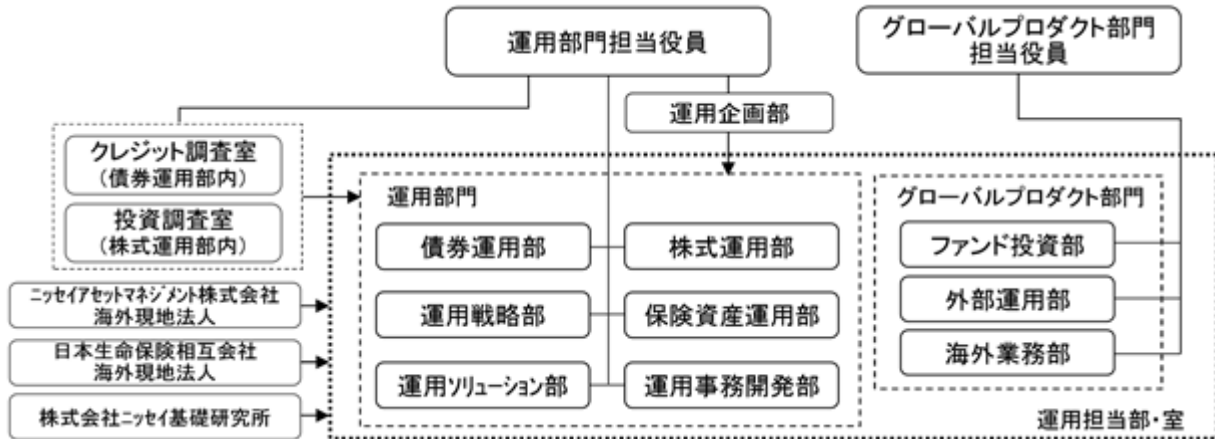 運用部門担当役員
グローバルプロダクト部門
担当役員
運用企画部
クレジット調査室
(債券運用部内)
投資調査室
(株式運用部内)
運用部門
債券運用部
株式運用部
運用戦略部
保険資産運用部
運用ソリューション部
運用事務開発部
グローバルプロダクト部門
ファンド投資部
外部運用部
海外業務部
ニッセイアセットマネジメント株式会社
海外現地法人
日本生命保険相互会社
海外現地法人
株式会社ニッセイ基礎研究所
運用担当部・室